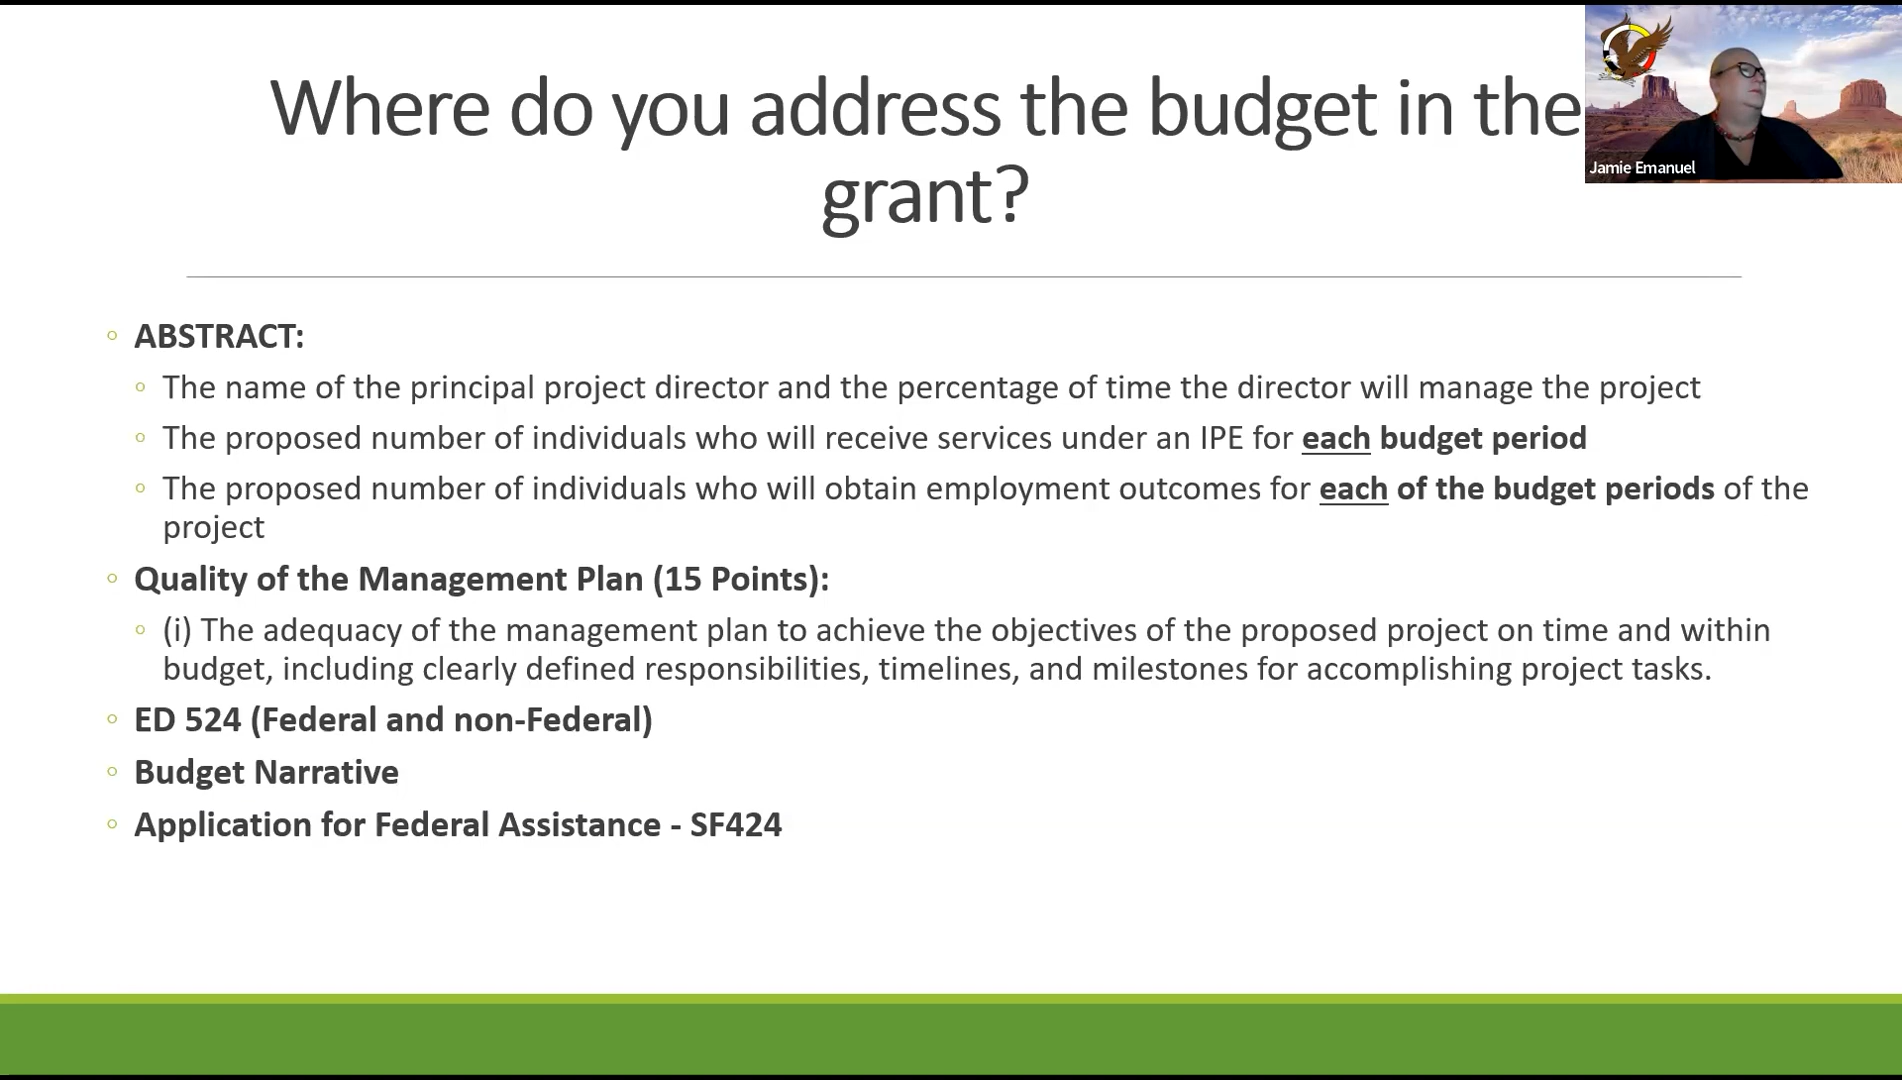 Where do you address the budget in the
grant?
Jamie Emanuel
ABSTRACT:
The name of the principal project director and the percentage of time the director will manage the project
The proposed number of individuals who will receive services under an IPE for each budget period
The proposed number of individuals who will obtain employment outcomes for each of the budget periods of the
project
Quality of the Management Plan (15 Points):
(i) The adequacy of the management plan to achieve the objectives of the proposed project on time and within
budget, including clearly defined responsibilities, timelines, and milestones for accomplishing project tasks.
ED 524 (Federal and non-Federal)
Budget Narrative
Application for Federal Assistance - SF424